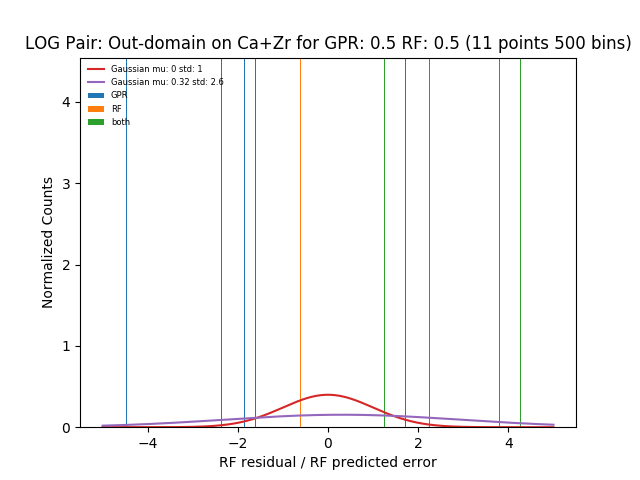 LOG Pair: Out-domain on Ca+Zr for GPR: 0.5 RF: 0.5 (11 points 500 bins)
Gaussian mu: 0 std: 1
Gaussian mu: 0.32 std: 2.6
GPR
RF
both
Normalized Counts
4
3
2
1
0
−4
−2
0
2
4
RF residual / RF predicted error